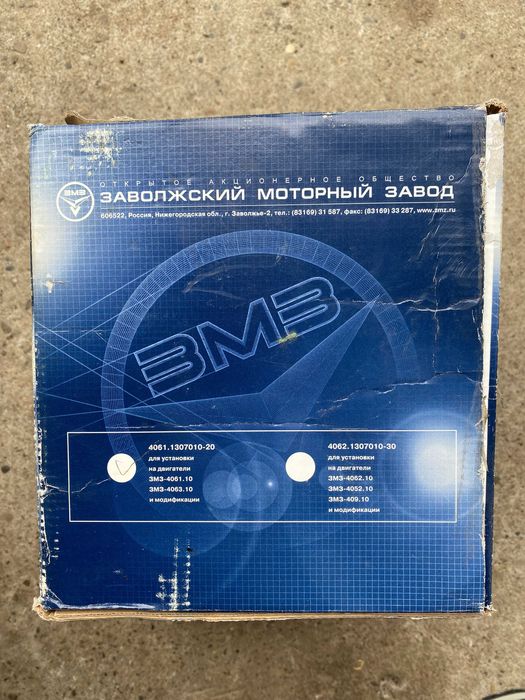 ЗМЗ
ОТКРЫТОЕ АКЦИОНЕРНОЕ ОБЩЕСТВО
ЗАВОЛЖСКИЙ МОТОРНЫЙ ЗАВОД
606522, Россия, Нижегородская обл., г. Заволжье-2, тел.: (83169) 31 587, факс: (83169) 33 287, www.zmz.ru
ЗМЗ
4061.1307010-20
для установки
на двигатели
ЗМЗ-4061.10
ЗМЗ-4063.10
и модификации
4062.1307010-30
для установки
на двигатели
ЗМЗ-4062.10
ЗМЗ-4052.10
ЗМЗ-409.10
и модификации